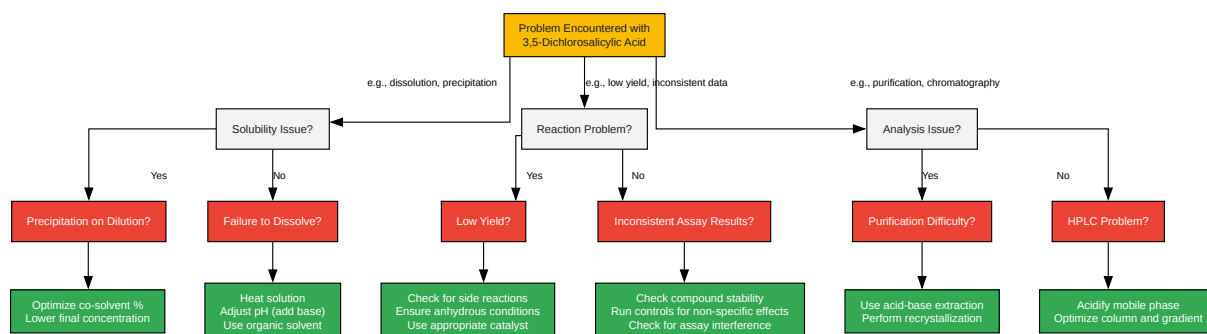 Problem Encountered with
3,5-Dichlorosalicylic Acid
e.g., dissolution, precipitation
e.g., low yield, inconsistent data
e.g., purification, chromatography
Solubility Issue?
Reaction Problem?
Analysis Issue?
Yes
No
Yes
No
Yes
No
Precipitation on Dilution?
Failure to Dissolve?
Low Yield?
Inconsistent Assay Results?
Purification Difficulty?
HPLC Problem?
Optimize co-solvent %
Lower final concentration
Heat solution
Adjust pH (add base)
Use organic solvent
Check for side reactions
Ensure anhydrous conditions
Use appropriate catalyst
Check compound stability
Run controls for non-specific effects
Check for assay interference
Use acid-base extraction
Perform recrystallization
Acidify mobile phase
Optimize column and gradient